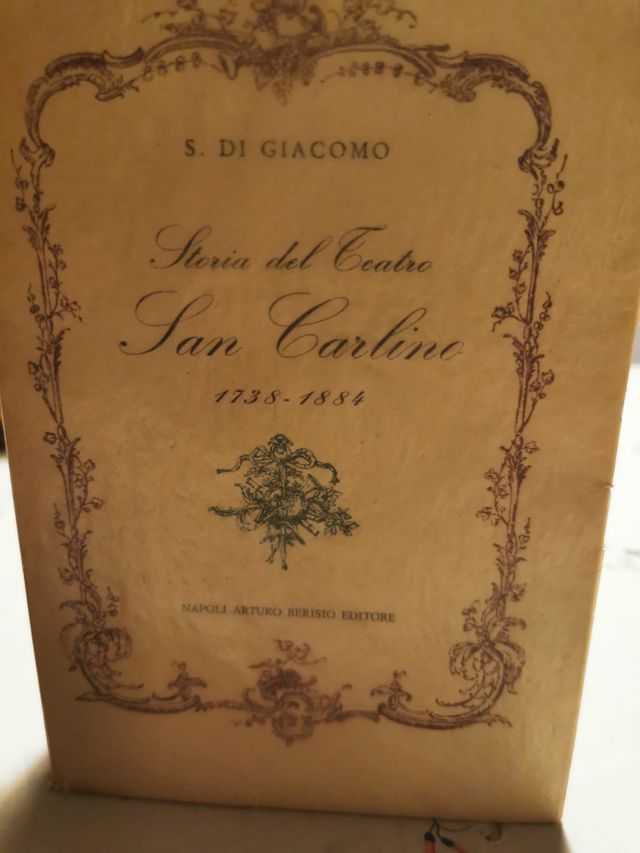 S. DI GIACOMO
Storia del Teatro
San Carlino
1738-1884
NAPOLI ARTURO BERISIO EDITORE